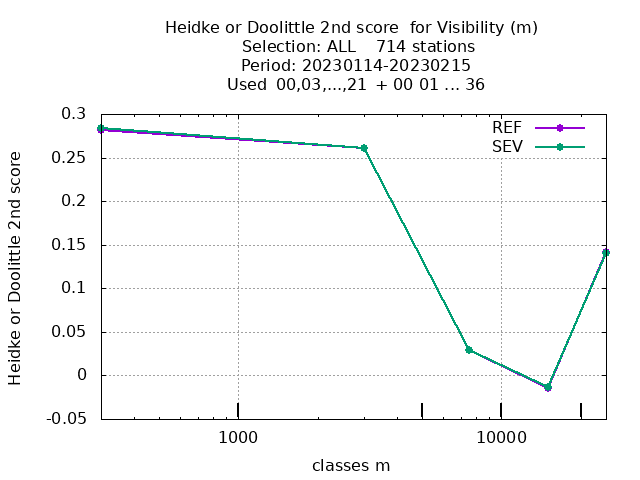 Heidke or Doolittle 2nd score  for Visibility (m)
Selection: ALL    714 stations
Period: 20230114-20230215
Used  00,03,...,21  + 00 01 ... 36
0.3
0.25
0.2
0.15
0.1
0.05
0
-0.05
Heidke or Doolittle 2nd score
REF
SEV
1000
10000
classes m